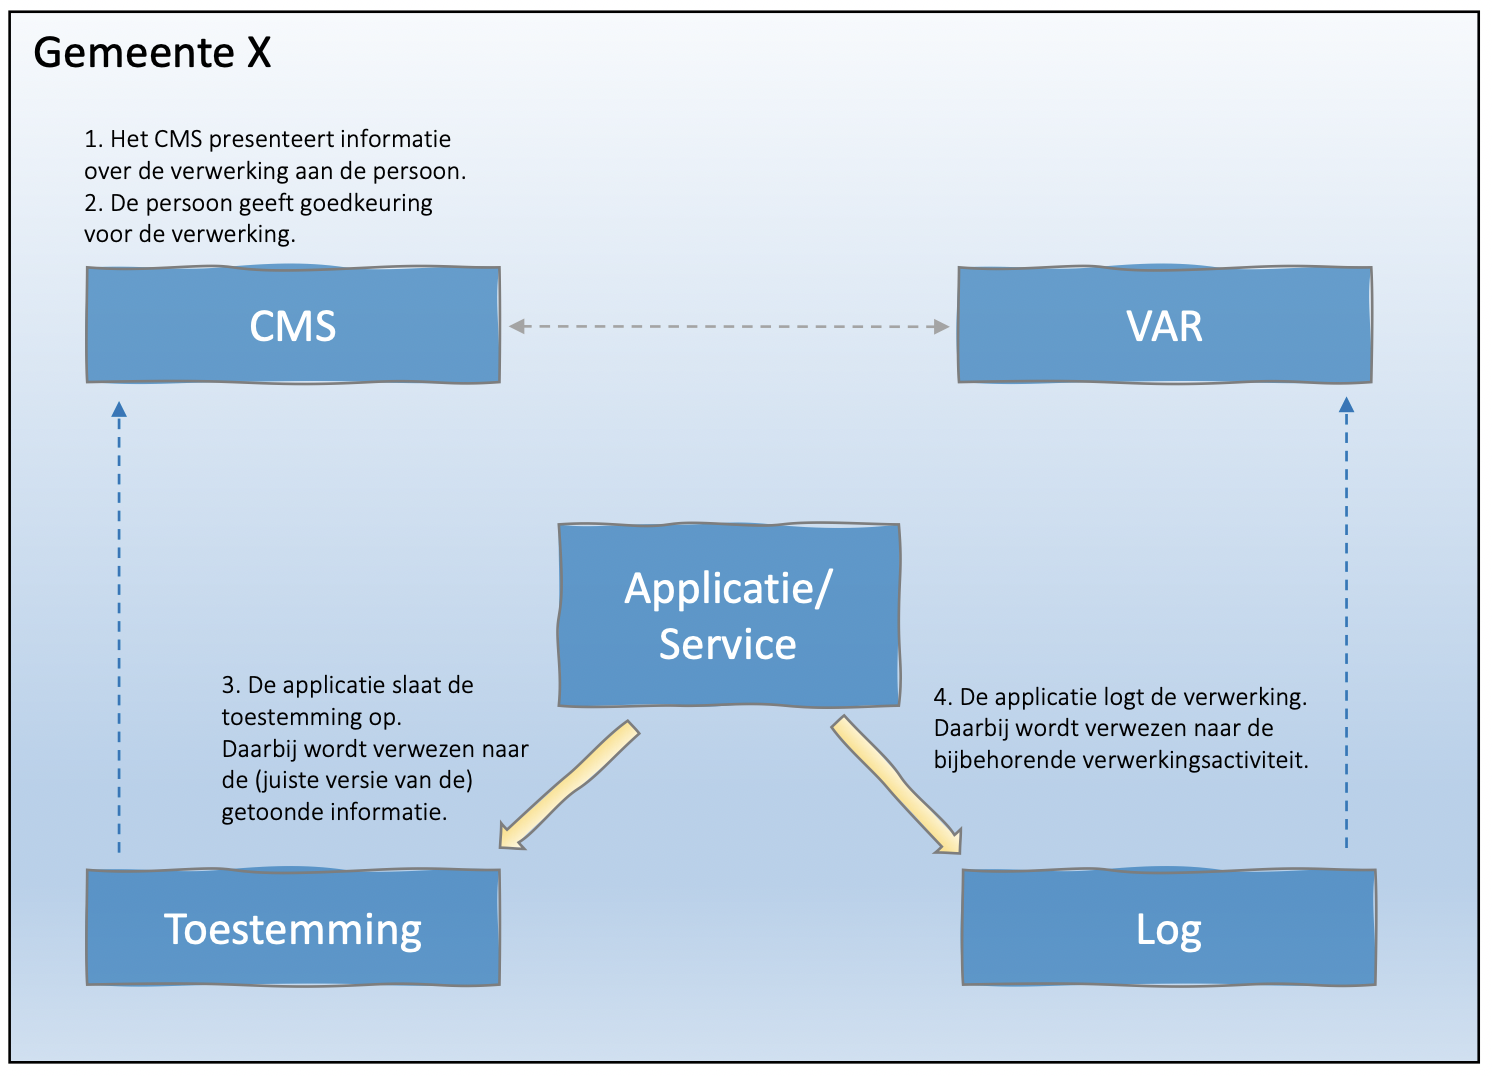 Gemeente X
1. Het CMS presenteert informatie
over de verwerking aan de persoon.
2. De persoon geeft goedkeuring
voor de verwerking.
CMS
VAR
Applicatie/
Service
3. De applicatie slaat de
toestemming op.
Daarbij wordt verwezen naar
de (juiste versie van de)
getoonde informatie.
4. De applicatie logt de verwerking.
Daarbij wordt verwezen naar de
bijbehorende verwerkingsactiviteit.
Toestemming
Log